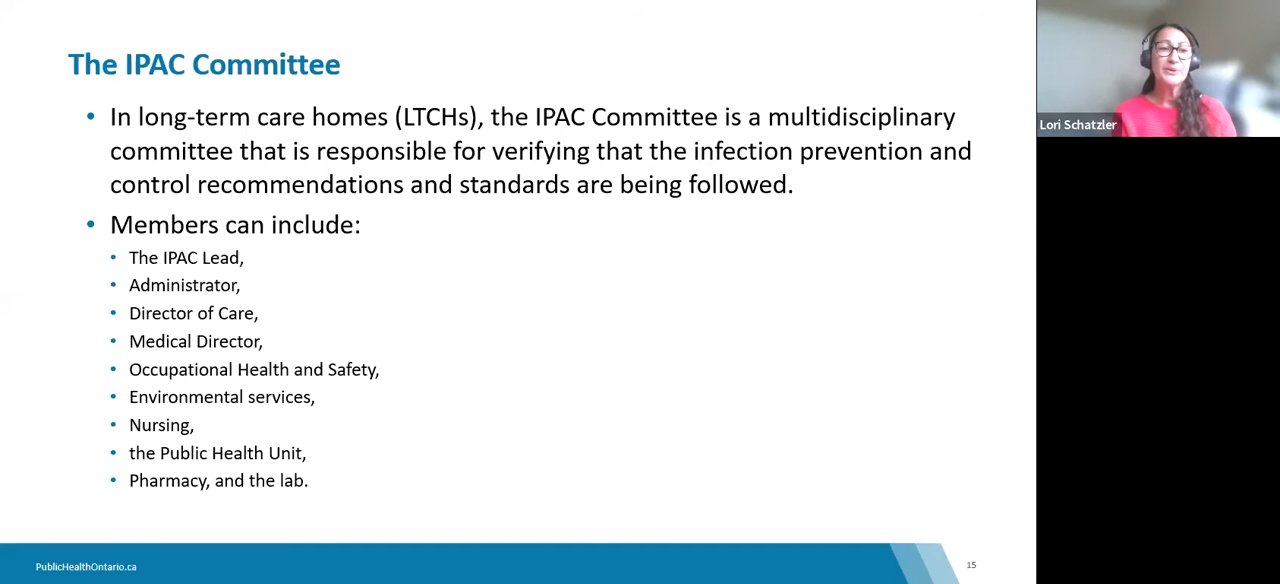 The IPAC Committee
• In long-term care homes (LTCHs), the IPAC Committee is a multidisciplinary
committee that is responsible for verifying that the infection prevention and
control recommendations and standards are being followed.
• Members can include:
• The IPAC Lead,
• Administrator,
• Director of Care,
• Medical Director,
• Occupational Health and Safety,
• Environmental services,
• Nursing,
• the Public Health Unit,
• Pharmacy, and the lab.
PublicHealthOntario.ca
15
Lori Schatzler